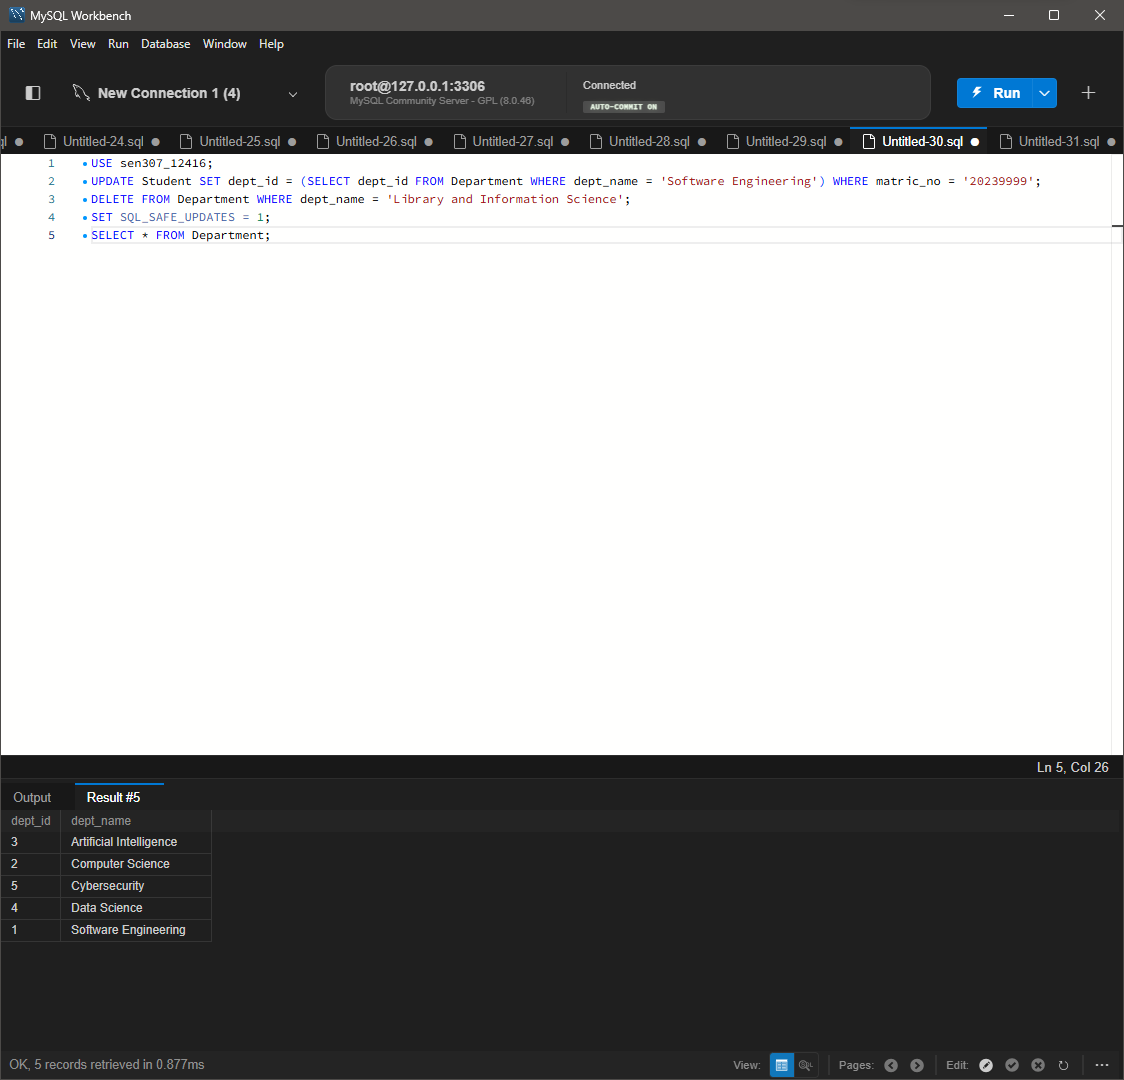 MySQL Workbench
File Edit View Run Database Window Help
New Connection 1 (4)
root@127.0.0.1:3306
MySQL Community Server - GPL (8.0.46)
Connected
AUTO-COMMIT ON
Run
ql Untitled-24.sql Untitled-25.sql Untitled-26.sql Untitled-27.sql Untitled-28.sql Untitled-29.sql Untitled-30.sql Untitled-31.sql
1 USE sen307_12416;
2 UPDATE Student SET dept_id = (SELECT dept_id FROM Department WHERE dept_name = 'Software Engineering') WHERE matric_no = '20239999';
3 DELETE FROM Department WHERE dept_name = 'Library and Information Science';
4 SET SQL_SAFE_UPDATES = 1;
5 SELECT * FROM Department;
Ln 5, Col 26
Output Result #5
dept_id dept_name
3 Artificial Intelligence
2 Computer Science
5 Cybersecurity
4 Data Science
1 Software Engineering
OK, 5 records retrieved in 0.877ms
View: Pages: Edit: